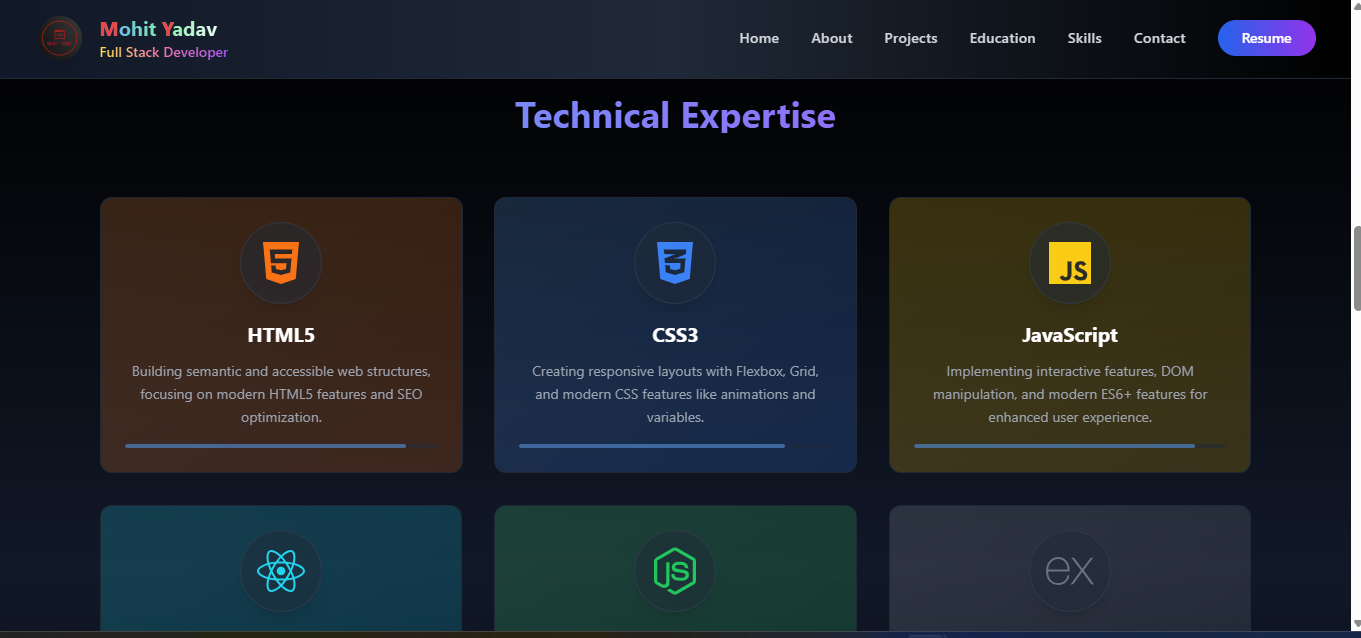 Mohit Yadav
Full Stack Developer
Home About Projects Education Skills Contact Resume
Technical Expertise
HTML5
Building semantic and accessible web structures,
focusing on modern HTML5 features and SEO
optimization.
CSS3
Creating responsive layouts with Flexbox, Grid,
and modern CSS features like animations and
variables.
JS
JavaScript
Implementing interactive features, DOM
manipulation, and modern ES6+ features for
enhanced user experience.
JS
ex